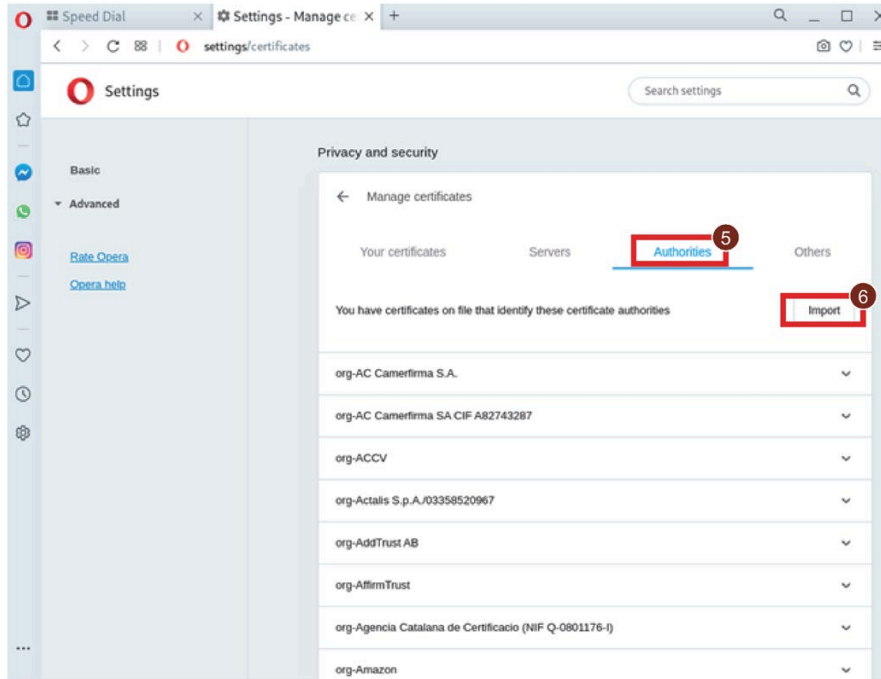 Speed Dial
Settings - Manage ce
settings/certificates
Settings
Search settings
Basic
Advanced
Rate Opera
Opera help
Privacy and security
Manage certificates
Your certificates Servers Authorities Others
5
You have certificates on file that identify these certificate authorities Import
6
org-AC Camerfirma S.A.
org-AC Camerfirma SA CIF A82743287
org-ACCV
org-Actalis S.p.A./03358520967
org-AddTrust AB
org-AffirmTrust
org-Agencia Catalana de Certificacio (NIF Q-0801176-I)
org-Amazon